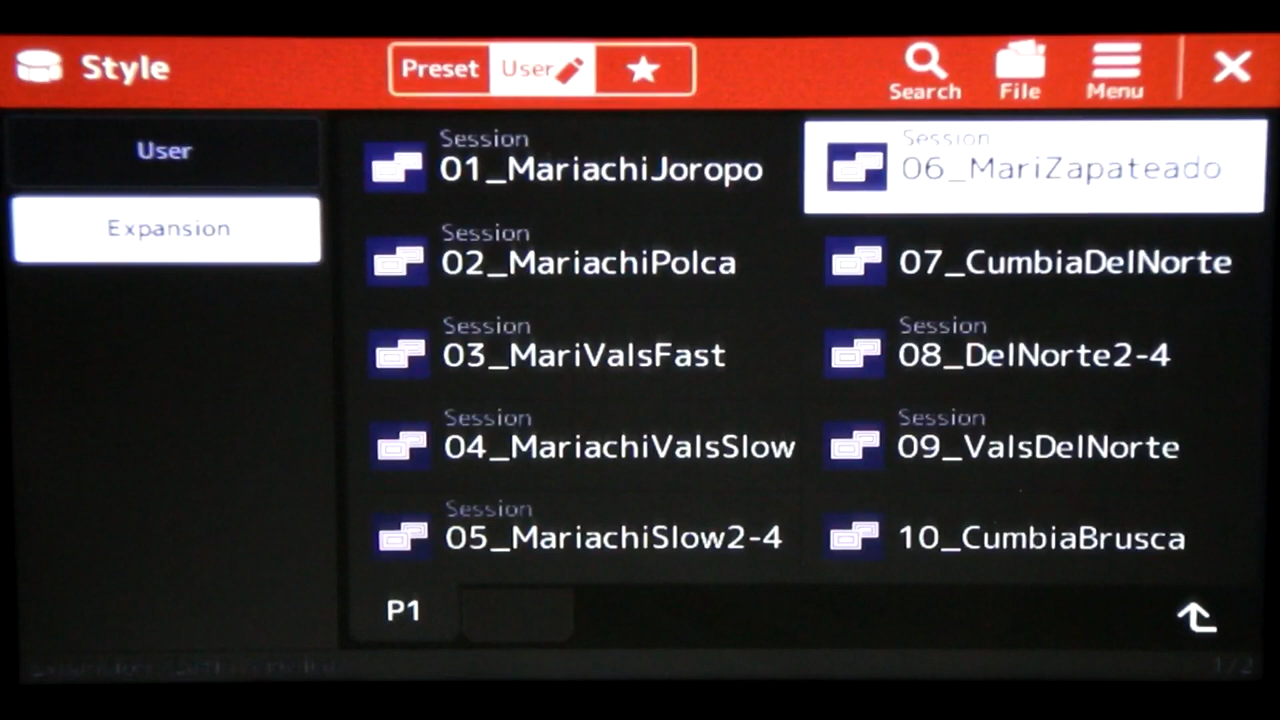 Style
Preset
User
Search
File
Menu
User
Expansion
Session
01_MariachiJoropo
Session
02_MariachiPolca
Session
03_MariValsFast
Session
04_MariachiValsSlow
Session
05_MariachiSlow2-4
Session
06_MariZapateado
07_CumbiaDelNorte
Session
08_DelNorte2-4
Session
09_ValsDelNorte
10_CumbiaBrusca
P1
1/2